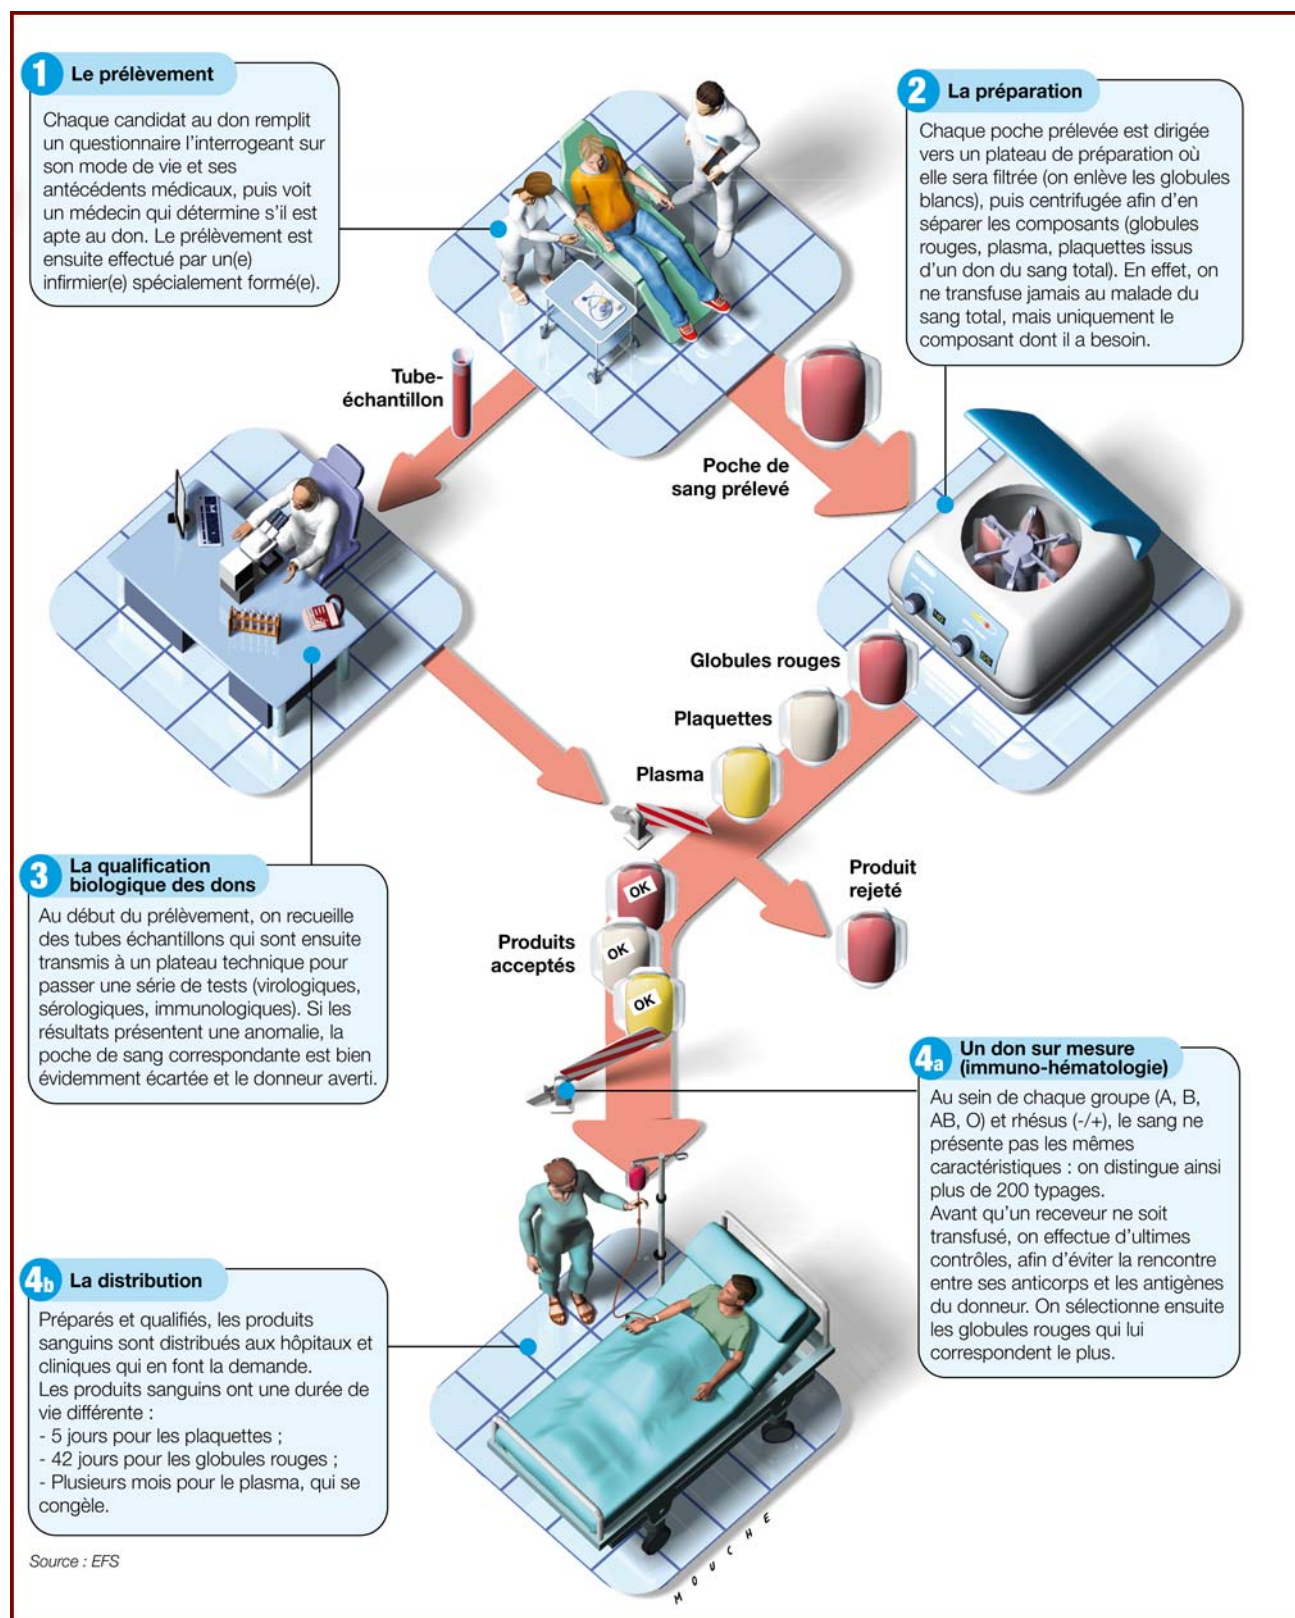 1 Le prélèvement
Chaque candidat au don remplit
un questionnaire l'interrogeant sur
son mode de vie et ses
antécédents médicaux, puis voit
un médecin qui détermine s'il est
apte au don. Le prélèvement est
ensuite effectué par un(e)
infirmier(e) spécialement formé(e).
2 La préparation
Chaque poche prélevée est dirigée
vers un plateau de préparation où
elle sera filtrée (on enlève les globules
blancs), puis centrifugée afin d'en
séparer les composants (globules
rouges, plasma, plaquettes issus
d'un don du sang total). En effet, on
ne transfuse jamais au malade du
sang total, mais uniquement le
composant dont il a besoin.
Tube-
échantillon
Poche de
sang prélevé
Globules rouges
Plaquettes
Plasma
3 La qualification
biologique des dons
Au début du prélèvement, on recueille
des tubes échantillons qui sont ensuite
transmis à un plateau technique pour
passer une série de tests (virologiques,
sérologiques, immunologiques). Si les
résultats présentent une anomalie, la
poche de sang correspondante est bien
évidemment écartée et le donneur averti.
Produit
rejeté
OK
Produits
acceptés
OK
OK
4a Un don sur mesure
(immuno-hématologie)
Au sein de chaque groupe (A, B,
AB, O) et rhésus (-/+), le sang ne
présente pas les mêmes
caractéristiques : on distingue ainsi
plus de 200 typages.
Avant qu'un receveur ne soit
transfusé, on effectue d'ultimes
contrôles, afin d'éviter la rencontre
entre ses anticorps et les antigènes
du donneur. On sélectionne ensuite
les globules rouges qui lui
correspondent le plus.
4b La distribution
Préparés et qualifiés, les produits
sanguins sont distribués aux hôpitaux et
cliniques qui en font la demande.
Les produits sanguins ont une durée de
vie différente :
- 5 jours pour les plaquettes ;
- 42 jours pour les globules rouges ;
- Plusieurs mois pour le plasma, qui se
congèle.
Source : EFS
MOUCHE